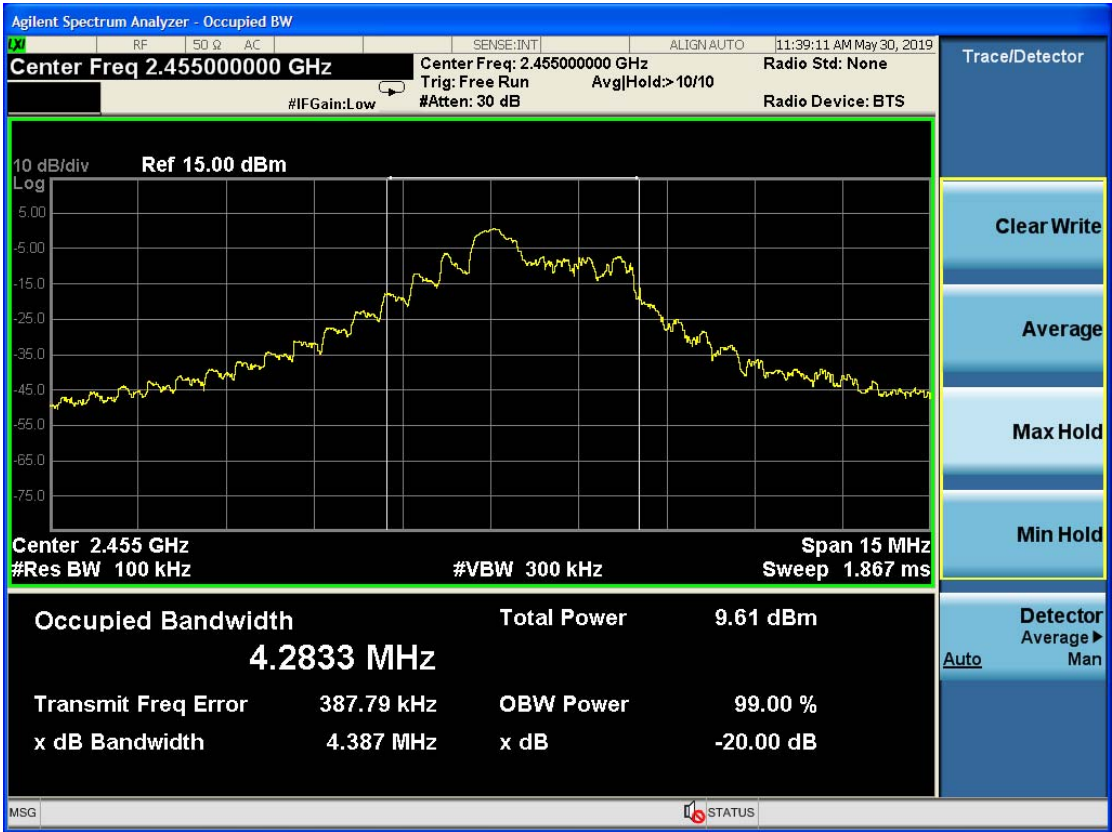 Agilent Spectrum Analyzer - Occupied BW
LXI RF 50 Ω AC SENSE:INT ALIGN AUTO 11:39:11 AM May 30, 2019
Center Freq 2.455000000 GHz
Center Freq: 2.455000000 GHz
Radio Std: None
Trig: Free Run Avg|Hold:>10/10
#IFGain:Low
#Atten: 30 dB
Radio Device: BTS
Trace/Detector
10 dB/div Ref 15.00 dBm
Log
5.00
-5.00
-15.0
-25.0
-35.0
-45.0
-55.0
-65.0
-75.0
Center 2.455 GHz
Span 15 MHz
#Res BW 100 kHz
#VBW 300 kHz
Sweep 1.867 ms
Occupied Bandwidth
Total Power 9.61 dBm
4.2833 MHz
Transmit Freq Error 387.79 kHz
OBW Power 99.00 %
x dB Bandwidth 4.387 MHz
x dB -20.00 dB
Clear Write
Average
Max Hold
Min Hold
Detector
Average▶
Auto Man
MSG
STATUS